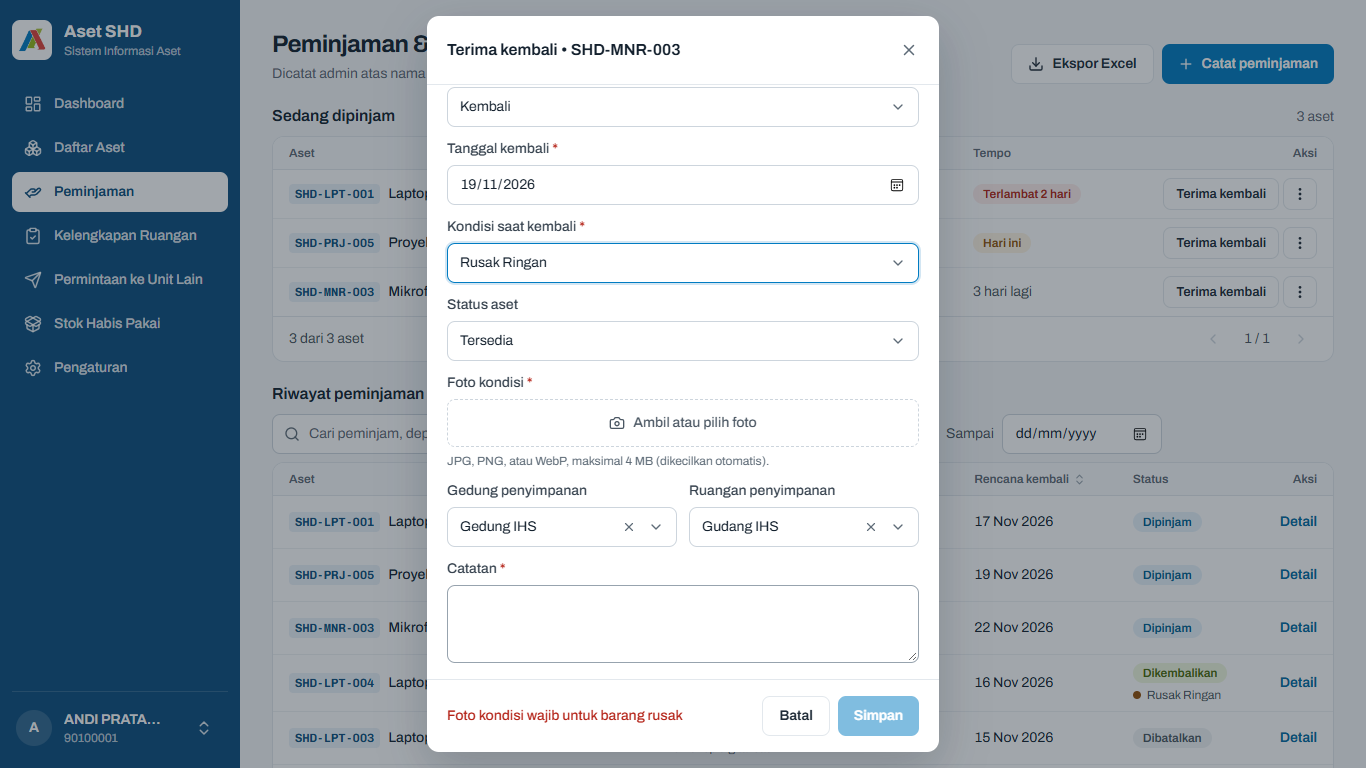 Aset SHD
Sistem Informasi Aset
Dashboard
Daftar Aset
Peminjaman
Kelengkapan Ruangan
Permintaan ke Unit Lain
Stok Habis Pakai
Pengaturan
ANDI PRATA...
90100001
A
Peminjaman &
Dicatat admin atas nama
Ekspor Excel
Catat peminjaman
Sedang dipinjam
3 aset
Aset
Tempo
Aksi
SHD-LPT-001 Laptop
Terlambat 2 hari
Terima kembali
SHD-PRJ-005
Hari ini
Terima kembali
SHD-MNR-003
3 hari lagi
Terima kembali
3 dari 3 aset
1 / 1
Riwayat peminjaman
Cari peminjam,
Sampai
dd/mm/yyyy
Aset
Rencana kembali
Status
Aksi
SHD-LPT-001 Laptop
17 Nov 2026
Dipinjam
Detail
SHD-PRJ-005
19 Nov 2026
Dipinjam
Detail
SHD-MNR-003
22 Nov 2026
Dipinjam
Detail
SHD-LPT-004 Laptop
16 Nov 2026
Dikembalikan
Rusak Ringan
Detail
SHD-LPT-003 Laptop
15 Nov 2026
Dibatalkan
Detail
Terima kembali • SHD-MNR-003
Kembali
Tanggal kembali *
19/11/2026
Kondisi saat kembali *
Rusak Ringan
Status aset
Tersedia
Foto kondisi *
Ambil atau pilih foto
JPG, PNG, atau WebP, maksimal 4 MB (dikecilkan otomatis).
Gedung penyimpanan
Ruangan penyimpanan
Gedung IHS
Gudang IHS
Catatan *
Foto kondisi wajib untuk barang rusak
Batal
Simpan